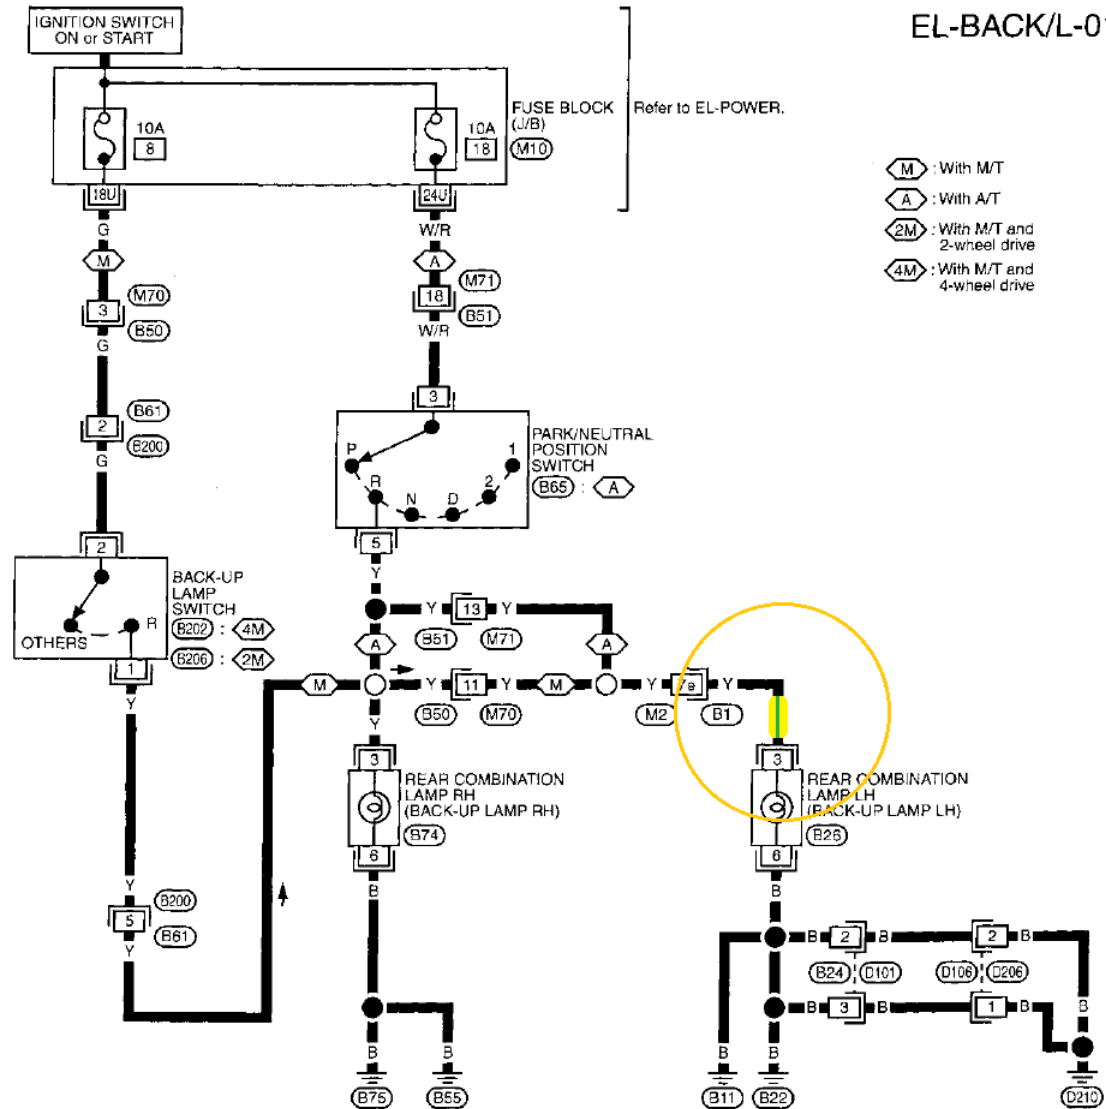 EL-BACK/L-0
IGNITION SWITCH
ON or START
10A
8
10A
18
FUSE BLOCK
(J/B)
M10
Refer to EL-POWER.
M : With M/T
A : With A/T
2M : With M/T and
2-wheel drive
4M : With M/T and
4-wheel drive
18U
24U
G
W/R
M
A
M70
3
B50
M71
18
B51
G
W/R
B61
2
B200
3
G
PARK/NEUTRAL
POSITION
SWITCH
B65 : A
P
R
N
D
2
1
2
5
BACK-UP
LAMP
SWITCH
B202 : 4M
B206 : 2M
OTHERS
R
1
Y
Y
Y 13 Y
B51 M71
A
A
M
Y 11 Y
M
Y
Y
B50 M70
M2 B1
Y
3
REAR COMBINATION
LAMP RH
(BACK-UP LAMP RH)
B74
6
B
3
REAR COMBINATION
LAMP LH
(BACK-UP LAMP LH)
B26
6
B
Y
B200
5
B61
Y
B 2 B
2 B
B24 D101
D106 D206
B 3 B
1 B
B
B
B
B
B
B75
B55
B11
B22
D210